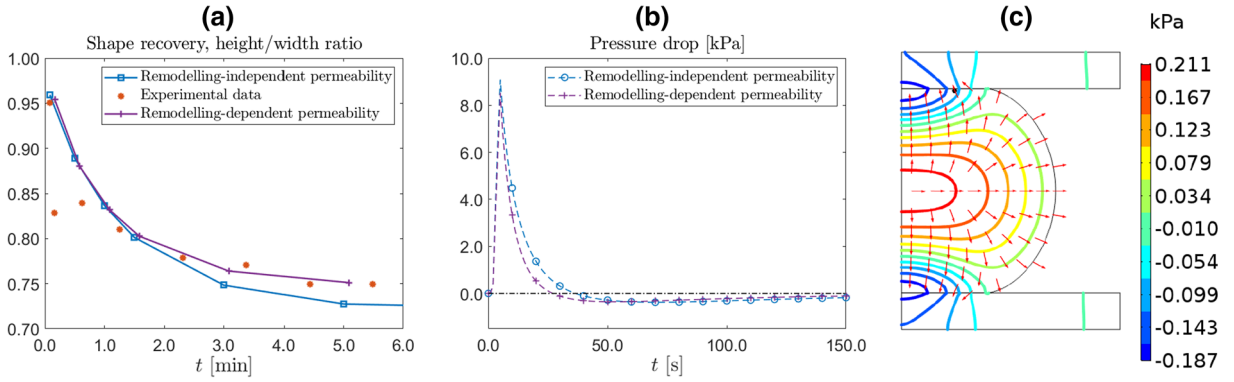 (a)
Shape recovery, height/width ratio
1.00
0.95
0.90
0.85
0.80
0.75
0.70
Remodelling-independent permeability
Experimental data
Remodelling-dependent permeability
0.0 1.0 2.0 3.0 4.0 5.0 6.0
t [min]
(b)
Pressure drop [kPa]
10.0
8.0
6.0
4.0
2.0
0.0
Remodelling-independent permeability
Remodelling-dependent permeability
0.0 50.0 100.0 150.0
t [s]
(c)
kPa
0.211
0.167
0.123
0.079
0.034
-0.010
-0.054
-0.099
-0.143
-0.187